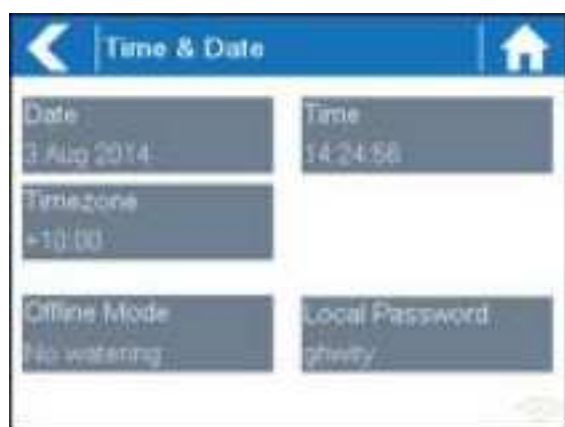 Time & Date
Date
3 Aug 2014
Time
14:24:56
Timezone
+10:00
Offline Mode
No watering
Local Password